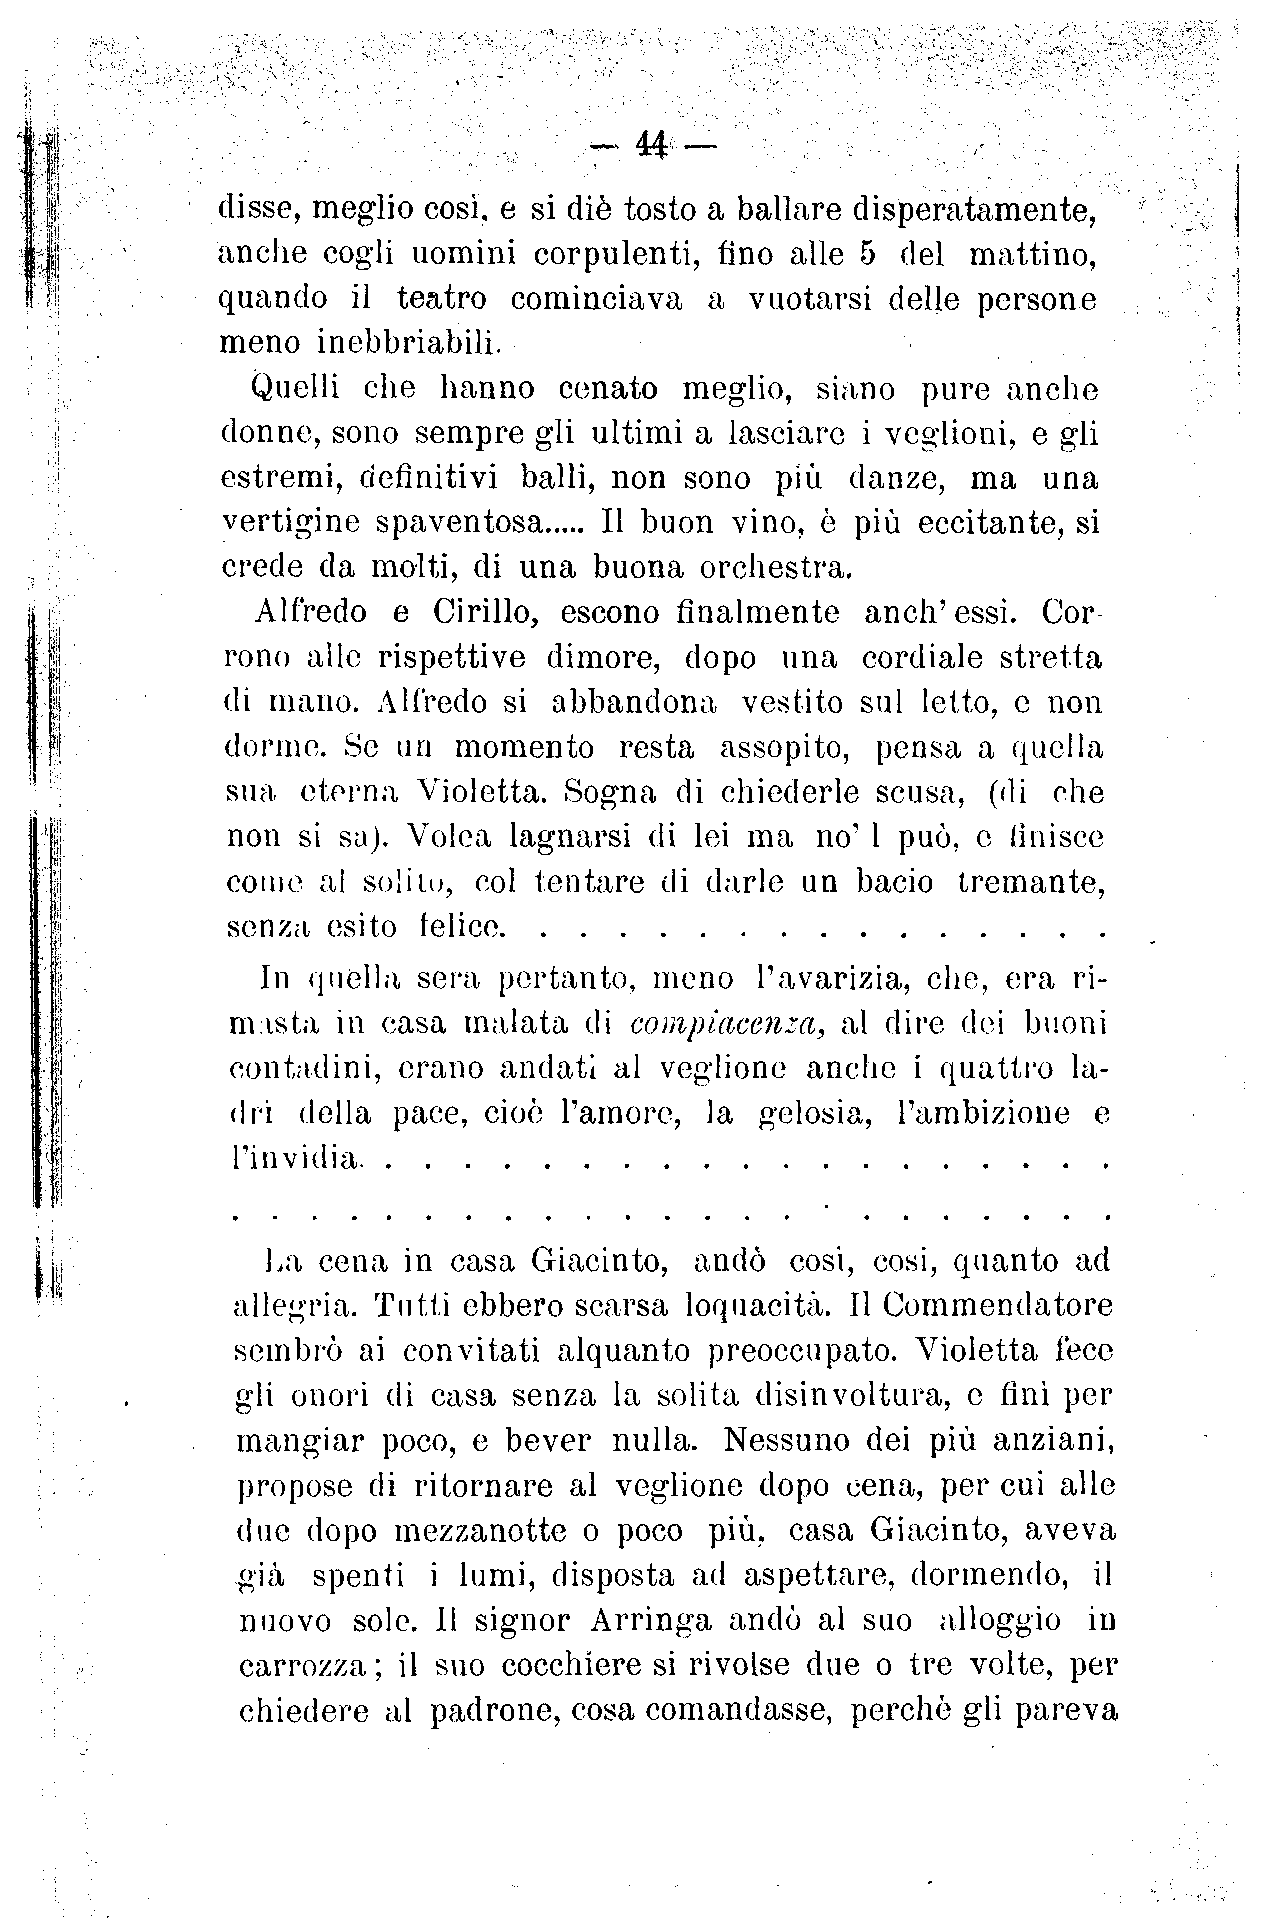 — 44 —
disse, meglio così, e si diè tosto a ballare disperatamente,
anche cogli uomini corpulenti, fino alle 5 del mattino,
quando il teatro cominciava a vuotarsi delle persone
meno inebbriabili.
Quelli che hanno cenato meglio, siano pure anche
donne, sono sempre gli ultimi a lasciare i veglioni, e gli
estremi, definitivi balli, non sono più danze, ma una
vertigine spaventosa..... Il buon vino, è più eccitante, si
crede da molti, di una buona orchestra.
Alfredo e Cirillo, escono finalmente anch' essi. Cor-
rono alle rispettive dimore, dopo una cordiale stretta
di mano. Alfredo si abbandona vestito sul letto, e non
dorme. Se un momento resta assopito, pensa a quella
sua eterna Violetta. Sogna di chiederle scusa, (di che
non si sa). Volea lagnarsi di lei ma no' l può, e finisce
come al solito, col tentare di darle un bacio tremante,
senza esito felice. . . . . . . . . . . . . . . .
In quella sera pertanto, meno l'avarizia, che, era ri-
masta in casa malata di compiacenza, al dire dei buoni
contadini, erano andati al veglione anche i quattro la-
dri della pace, cioè l'amore, la gelosia, l'ambizione e
l'invidia. . . . . . . . . . . . . . . . . . . .
. . . . . . . . . . . . . . . . . . . . . . .
La cena in casa Giacinto, andò così, così, quanto ad
allegria. Tutti ebbero scarsa loquacità. Il Commendatore
sembrò ai convitati alquanto preoccupato. Violetta fece
gli onori di casa senza la solita disinvoltura, e finì per
mangiar poco, e bever nulla. Nessuno dei più anziani,
propose di ritornare al veglione dopo cena, per cui alle
due dopo mezzanotte o poco più, casa Giacinto, aveva
già spenti i lumi, disposta ad aspettare, dormendo, il
nuovo sole. Il signor Arringa andò al suo alloggio in
carrozza; il suo cocchiere si rivolse due o tre volte, per
chiedere al padrone, cosa comandasse, perchè gli pareva